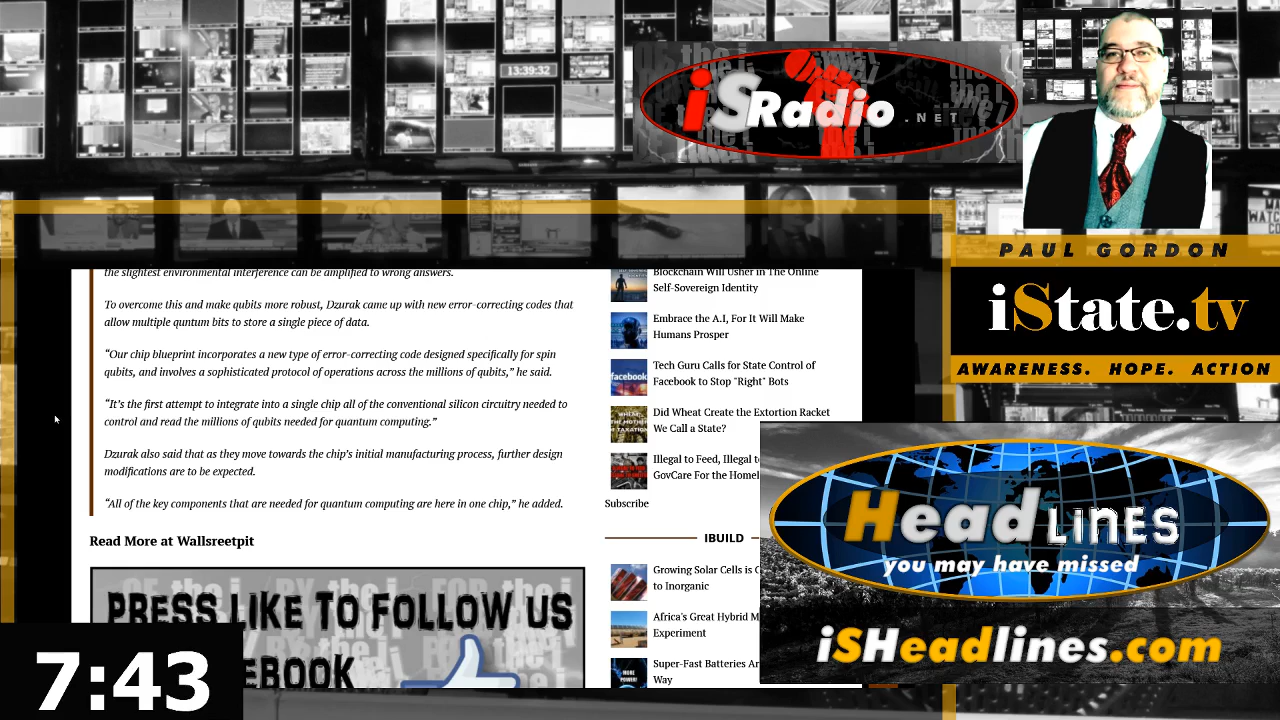 13:39:32
iSRadio
.NET
PAUL GORDON
iState.tv
AWARENESS. HOPE. ACTION
the slightest environmental interference can be amplified to wrong answers.
To overcome this and make qubits more robust, Dzurak came up with new error-correcting codes that
allow multiple quntum bits to store a single piece of data.
“Our chip blueprint incorporates a new type of error-correcting code designed specifically for spin
qubits, and involves a sophisticated protocol of operations across the millions of qubits,” he said.
“It’s the first attempt to integrate into a single chip all of the conventional silicon circuitry needed to
control and read the millions of qubits needed for quantum computing.”
Dzurak also said that as they move towards the chip’s initial manufacturing process, further design
modifications are to be expected.
“All of the key components that are needed for quantum computing are here in one chip,” he added.
Read More at Wallsreetpit
PRESS LIKE TO FOLLOW US
EBOOK
Blockchain Will Usher in The Online
Self-Sovereign Identity
Embrace the A.I, For It Will Make
Humans Prosper
Tech Guru Calls for State Control of
Facebook to Stop "Right" Bots
facebook
Did Wheat Create the Extortion Racket
We Call a State?
Illegal to Feed, Illegal t
GovCare For the Homel
Subscribe
IBUILD
Growing Solar Cells is
to Inorganic
Africa's Great Hybrid M
Experiment
Super-Fast Batteries Ar
Way
HeadLINES
you may have missed
iSHeadlines.com
7:43